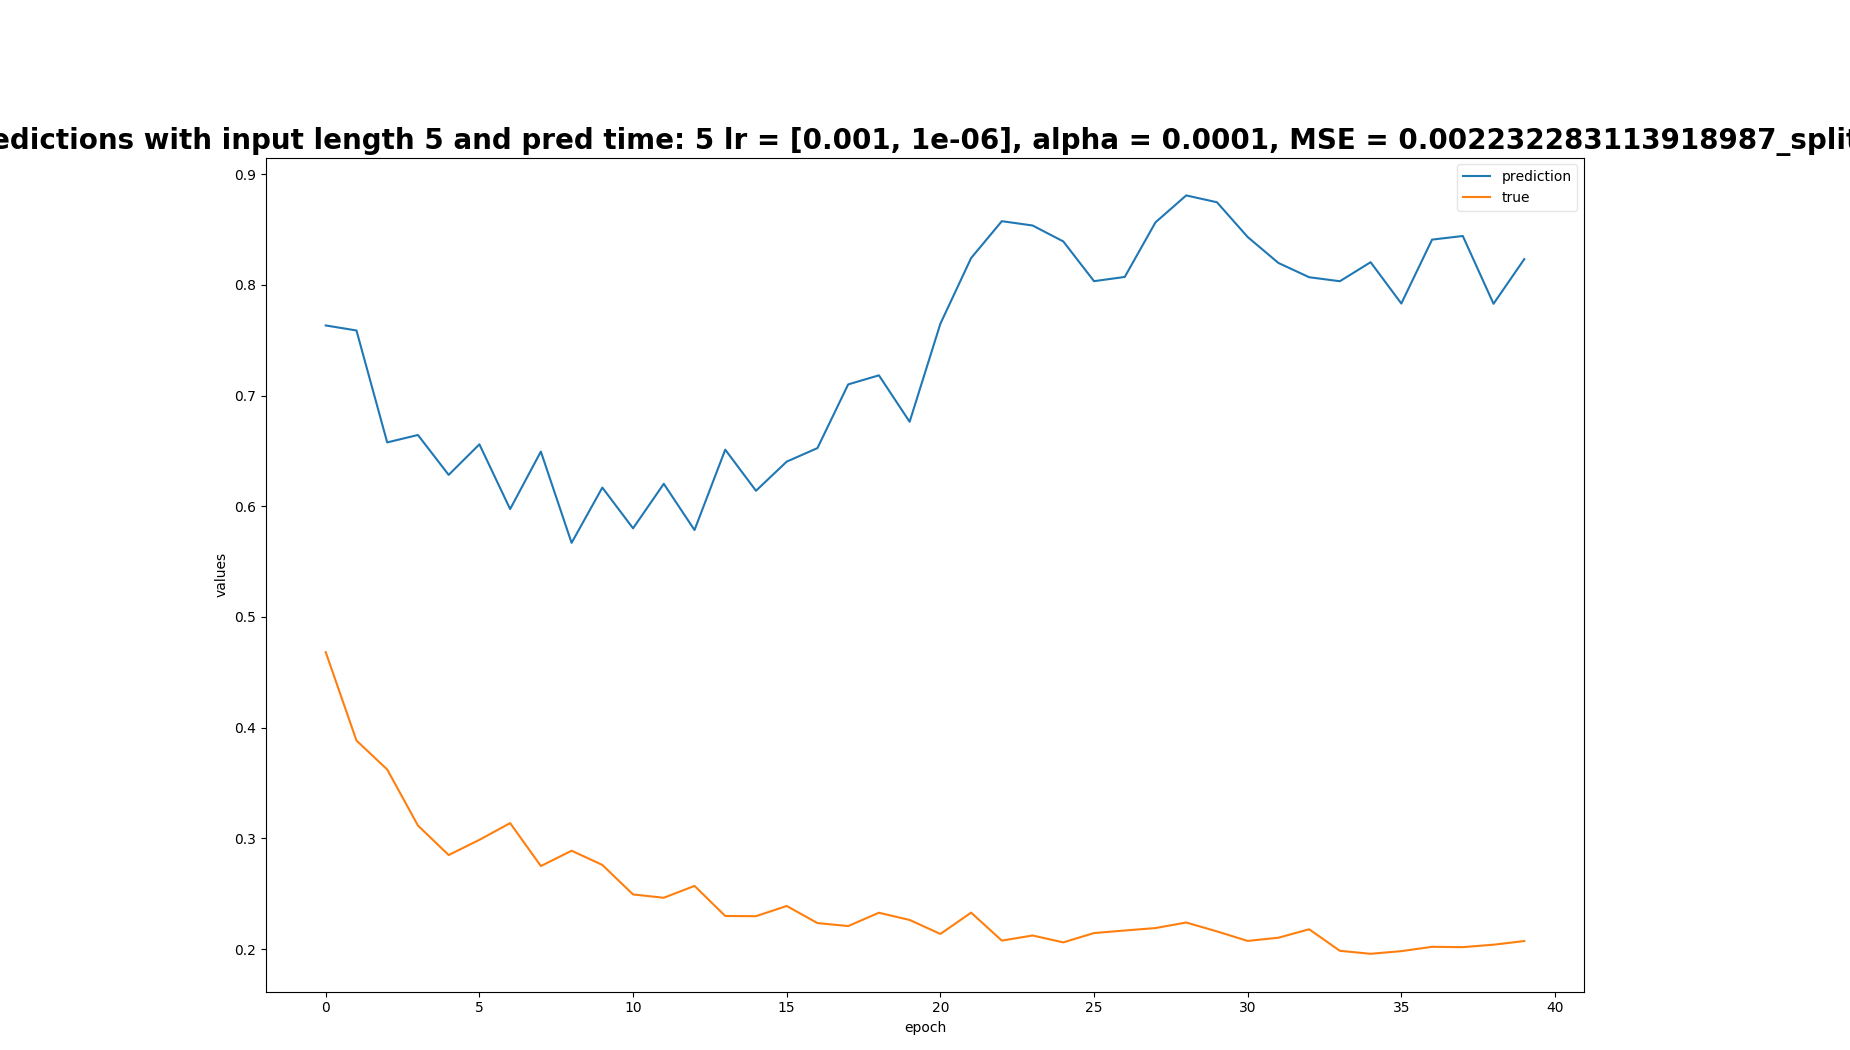 edictions with input length 5 and pred time: 5 lr = [0.001, 1e-06], alpha = 0.0001, MSE = 0.002232283113918987_split
prediction
true
0.9
0.8
0.7
0.6
0.5
0.4
0.3
0.2
values
0 5 10 15 20 25 30 35 40
epoch